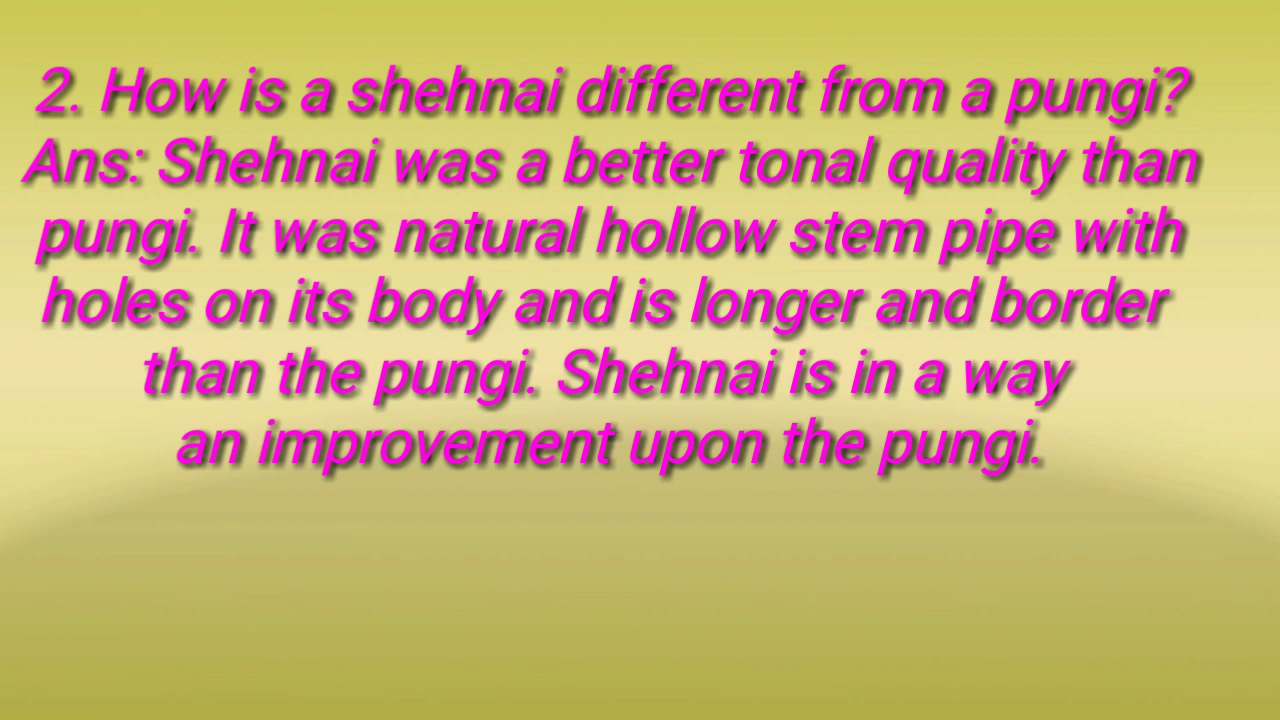 2. How is a shehnai different from a pungi?
Ans: Shehnai was a better tonal quality than
pungi. It was natural hollow stem pipe with
holes on its body and is longer and border
than the pungi. Shehnai is in a way
an improvement upon the pungi.